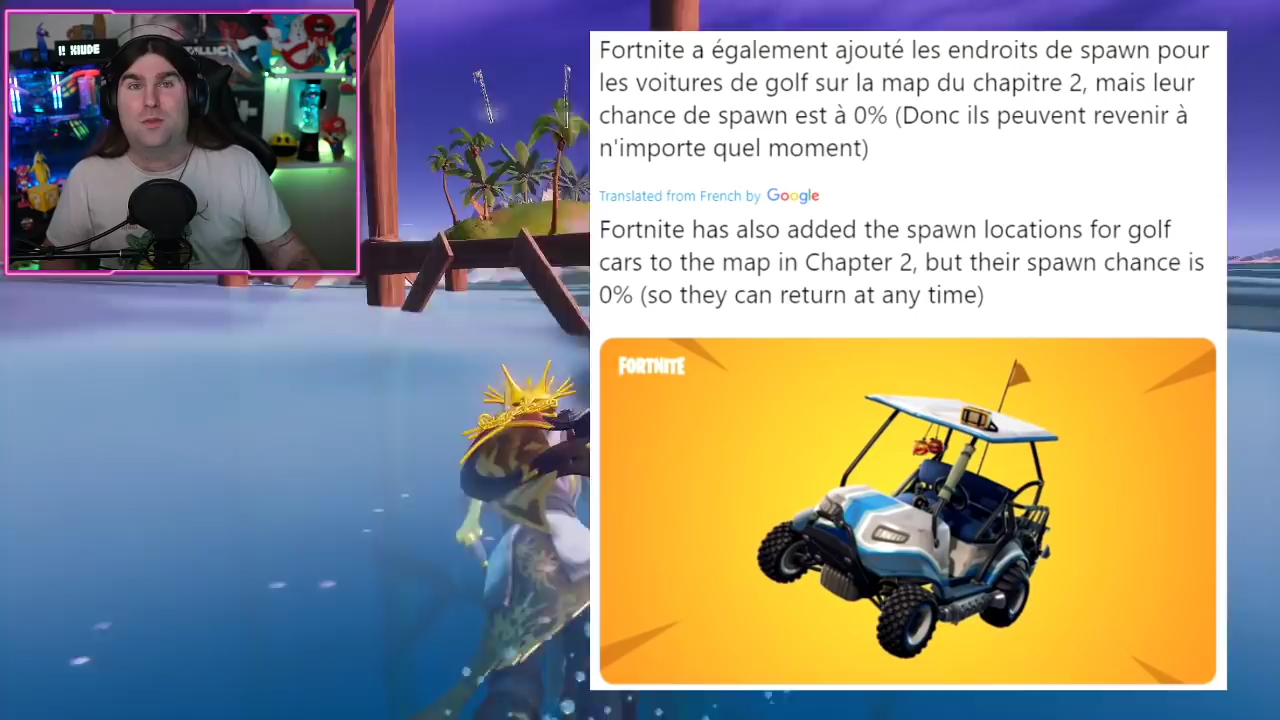 !! XIUDE
Fortnite a également ajouté les endroits de spawn pour
les voitures de golf sur la map du chapitre 2, mais leur
chance de spawn est à 0% (Donc ils peuvent revenir à
n'importe quel moment)
Translated from French by Google
Fortnite has also added the spawn locations for golf
cars to the map in Chapter 2, but their spawn chance is
0% (so they can return at any time)
FORTNITE